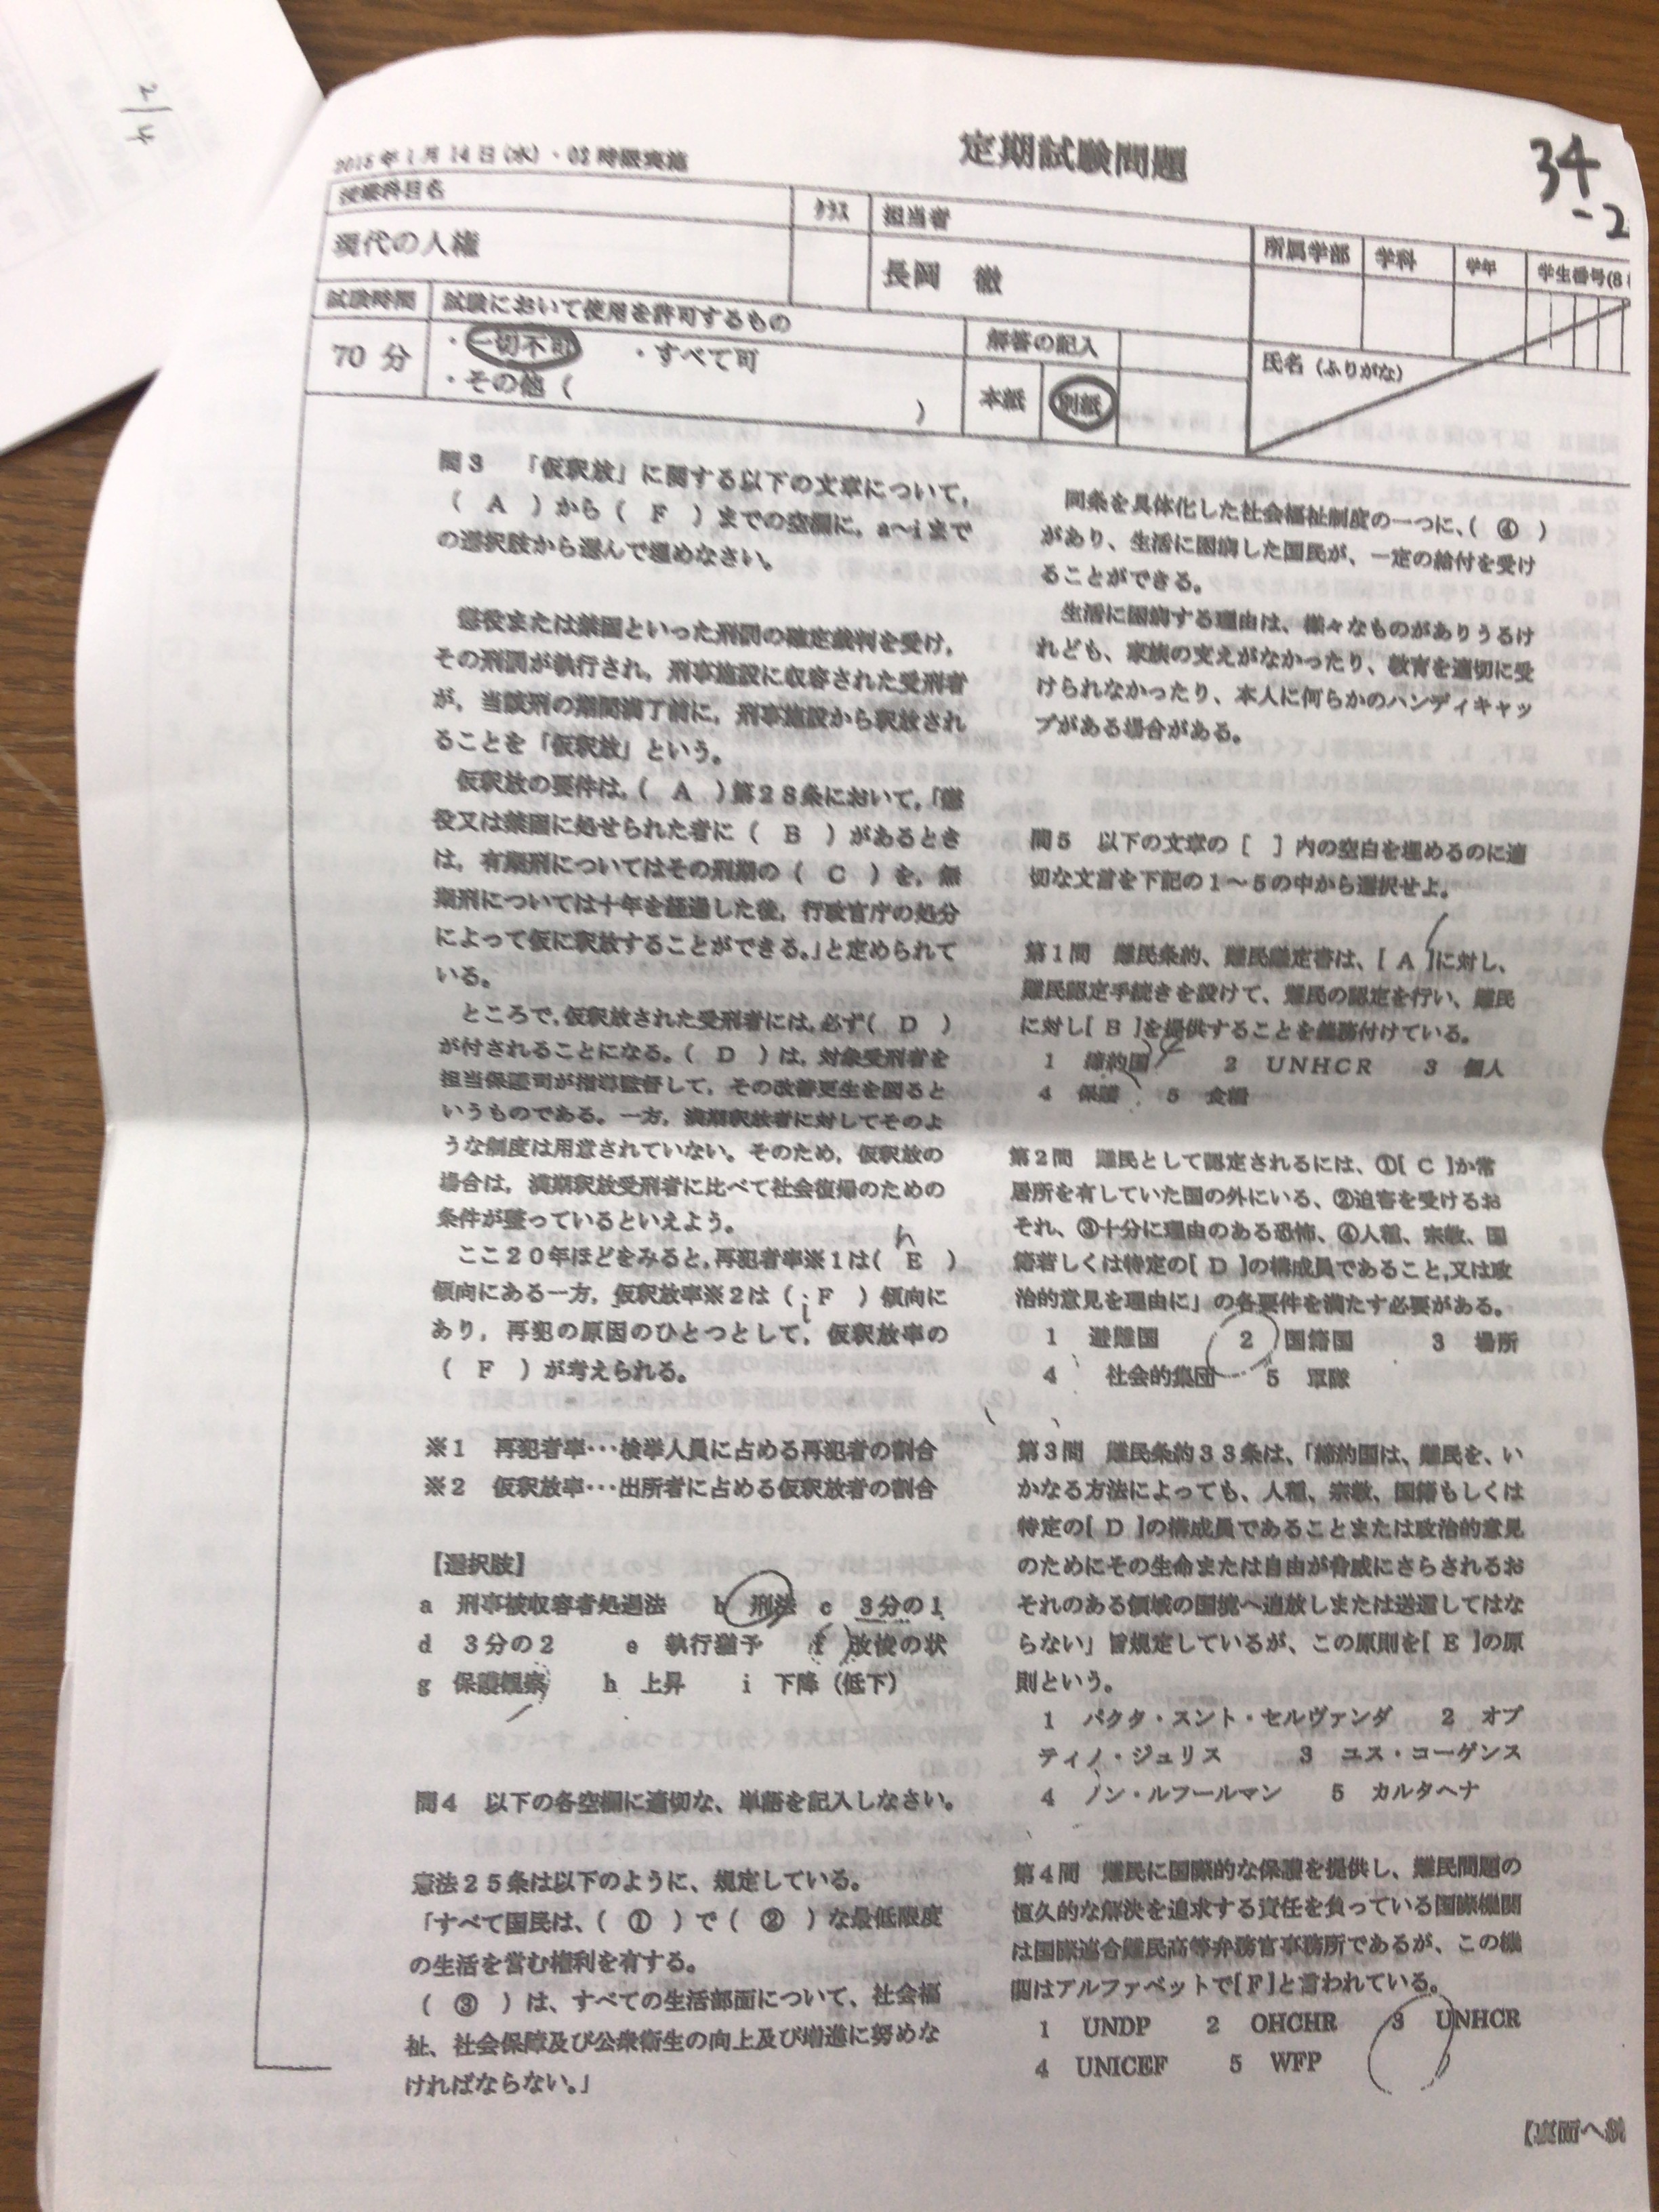 2/4
2015年1月14日(水)・02時限実施
定期試験問題
34
-2
授業科目名
クラス
担当者
所属学部
学科
学年
学生番号(8
現代の人権
長岡 徹
試験時間
試験において使用を許可するもの
解答の記入
氏名(ふりがな)
70分
・一切不可 ・すべて可
・その他( )
本紙
別紙
問3 「仮釈放」に関する以下の文章について,
( A )から( F )までの空欄に,a~iまで
の選択肢から選んで埋めなさい。
懲役または禁固といった刑罰の確定裁判を受け,
その刑罰が執行され,刑事施設に収容された受刑者
が,当該刑の期間満了前に,刑事施設から釈放され
ることを「仮釈放」という。
仮釈放の要件は,( A )第28条において,「懲
役又は禁固に処せられた者に( B )があるとき
は,有期刑についてはその刑期の( C )を,無
期刑については十年を経過した後,行政官庁の処分
によって仮に釈放することができる。」と定められて
いる。
ところで,仮釈放された受刑者には,必ず( D )
が付されることになる。( D )は,対象受刑者を
担当保護司が指導監督して,その改善更生を図ると
いうものである。一方,満期釈放者に対してそのよ
うな制度は用意されていない。そのため,仮釈放の
場合は,満期釈放受刑者に比べて社会復帰のための
条件が整っているといえよう。
h
ここ20年ほどをみると,再犯者率※1は( E )
傾向にある一方,仮釈放率※2は( F )傾向に
i
あり,再犯の原因のひとつとして,仮釈放率の
( F )が考えられる。
※1 再犯者率・・・検挙人員に占める再犯者の割合
※2 仮釈放率・・・出所者に占める仮釈放者の割合
【選択肢】
a 刑事被収容者処遇法 b 刑法 c 3分の1
d 3分の2 e 執行猶予 f 改悛の状
g 保護観察 h 上昇 i 下降(低下)
問4 以下の各空欄に適切な、単語を記入しなさい。
憲法25条は以下のように、規定している。
「すべて国民は、( ① )で( ② )な最低限度
の生活を営む権利を有する。
( ③ )は、すべての生活部面について、社会福
祉、社会保障及び公衆衛生の向上及び増進に努めな
ければならない。」
同条を具体化した社会福祉制度の一つに、( ④ )
があり、生活に困窮した国民が、一定の給付を受け
ることができる。
生活に困窮する理由は、様々なものがありうるけ
れども、家族の支えがなかったり、教育を適切に受
けられなかったり、本人に何らかのハンディキャッ
プがある場合がある。
問5 以下の文章の[ ]内の空白を埋めるのに適
切な文言を下記の1~5の中から選択せよ。
第1問 難民条約、難民議定書は、[ A ]に対し、
難民認定手続きを設けて、難民の認定を行い、難民
に対し[ B ]を提供することを義務付けている。
1 締約国 2 UNHCR 3 個人
4 保護 5 食糧
第2問 難民として認定されるには、①[ C ]か常
居所を有していた国の外にいる、②迫害を受けるお
それ、③十分に理由のある恐怖、④人種、宗教、国
籍若しくは特定の[ D ]の構成員であること,又は政
治的意見を理由に」の各要件を満たす必要がある。
1 避難国 2 国籍国 3 場所
4 社会的集団 5 軍隊
第3問 難民条約33条は、「締約国は、難民を、い
かなる方法によっても、人種、宗教、国籍もしくは
特定の[ D ]の構成員であることまたは政治的意見
のためにその生命または自由が脅威にさらされるお
それのある領域の国境へ追放しまたは送還してはな
らない」旨規定しているが、この原則を[ E ]の原
則という。
1 パクタ・スント・セルヴァンダ 2 オプ
ティノ・ジュリス 3 ユス・コーゲンス
4 ノン・ルフールマン 5 カルタヘナ
第4問 難民に国際的な保護を提供し、難民問題の
恒久的な解決を追求する責任を負っている国際機関
は国際連合難民高等弁務官事務所であるが、この機
関はアルファベットで[F]と言われている。
1 UNDP 2 OHCHR 3 UNHCR
4 UNICEF 5 WFP
【裏面へ続